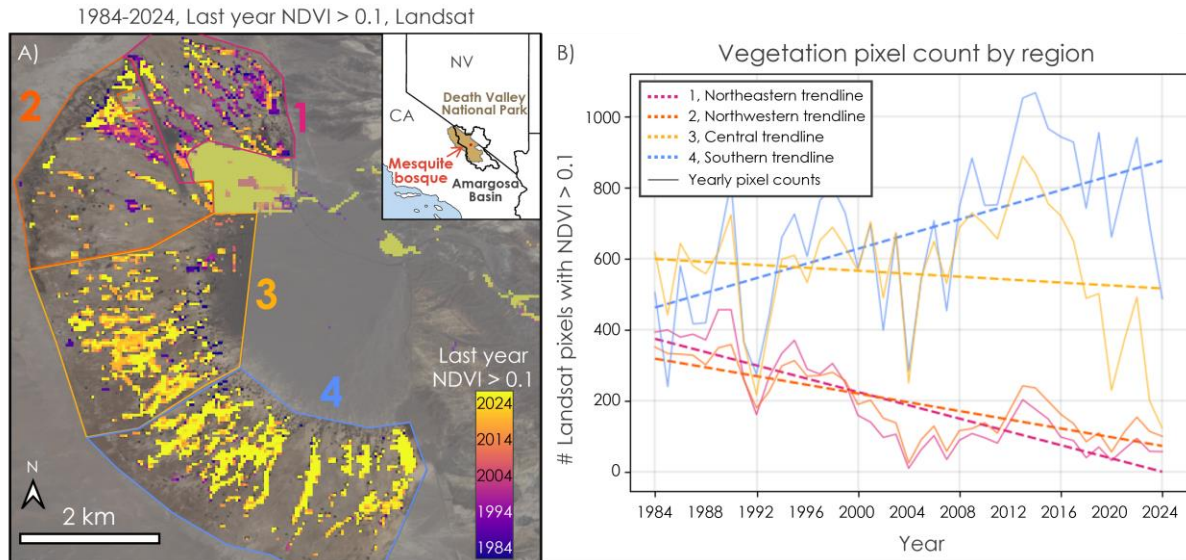 1984-2024, Last year NDVI > 0.1, Landsat
A)
2
1
3
4
NV
CA
Death Valley
National Park
Mesquite
bosque
Amargosa
Basin
Last year
NDVI > 0.1
2024
2014
2004
1994
1984
N
2 km
B)
Vegetation pixel count by region
1, Northeastern trendline
2, Northwestern trendline
3, Central trendline
4, Southern trendline
Yearly pixel counts
# Landsat pixels with NDVI > 0.1
1000
800
600
400
200
0
1984 1988 1992 1996 2000 2004 2008 2012 2016 2020 2024
Year